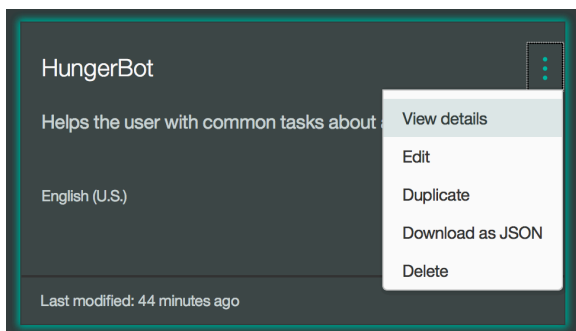 HungerBot
Helps the user with common tasks about
View details
Edit
English (U.S.)
Duplicate
Download as JSON
Delete
Last modified: 44 minutes ago